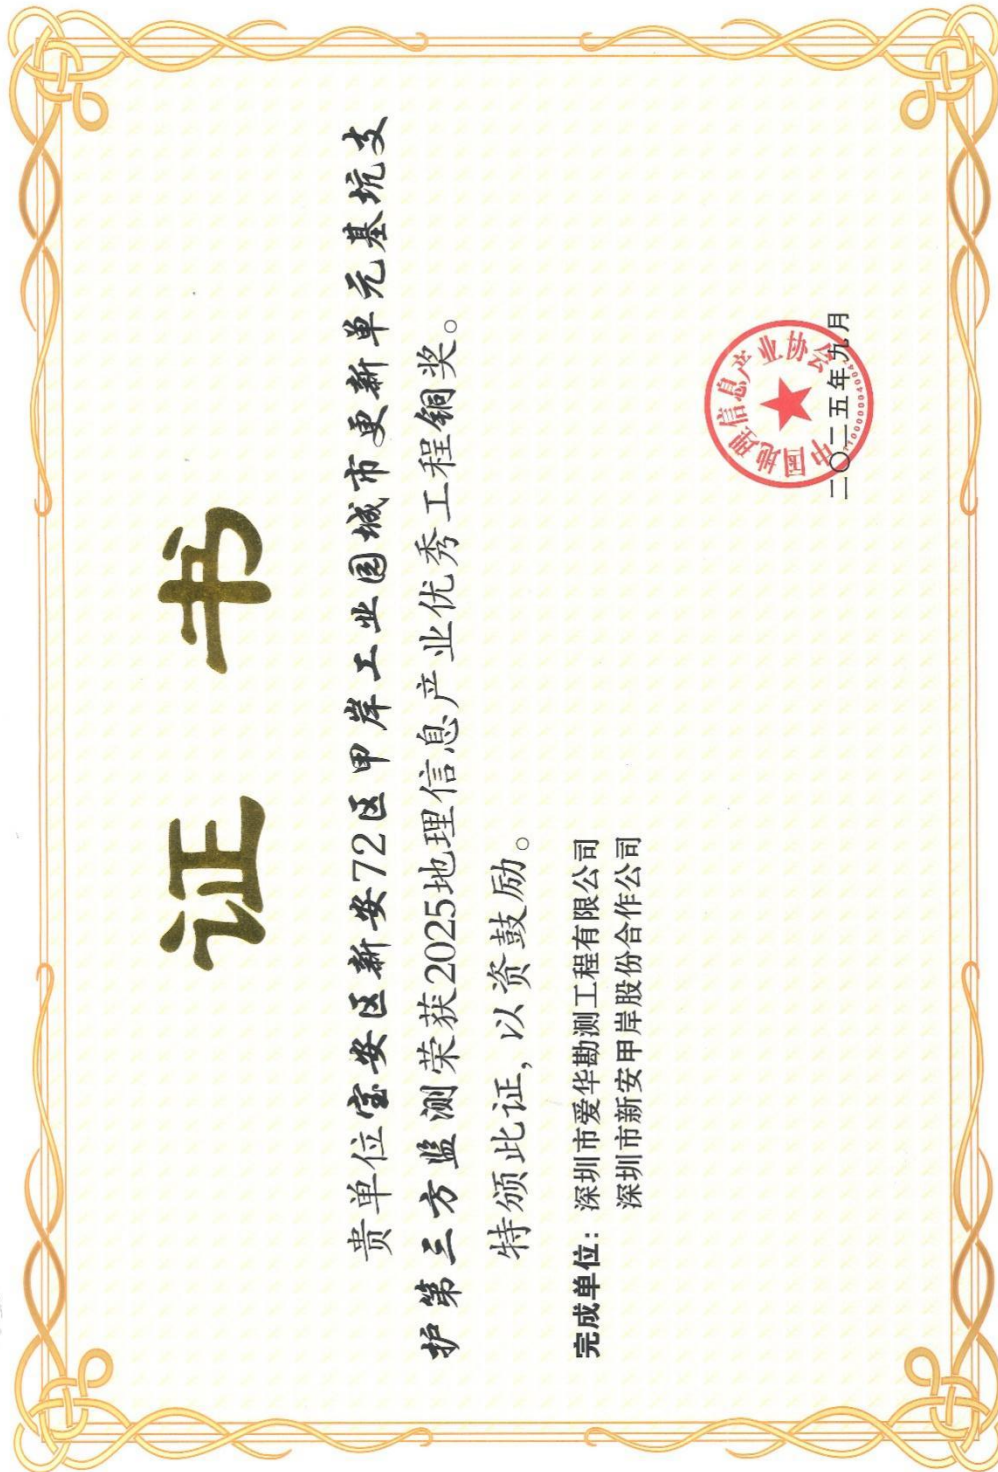 证书
贵单位宝安区新安72区甲岸工业园城市更新单元基坑支
护第三方监测荣获2025地理信息产业优秀工程铜奖。
特颁此证，以资鼓励。
完成单位：深圳市爱华勘测工程有限公司
深圳市新安甲岸股份合作公司
中国地理信息产业协会
二〇二五年九月